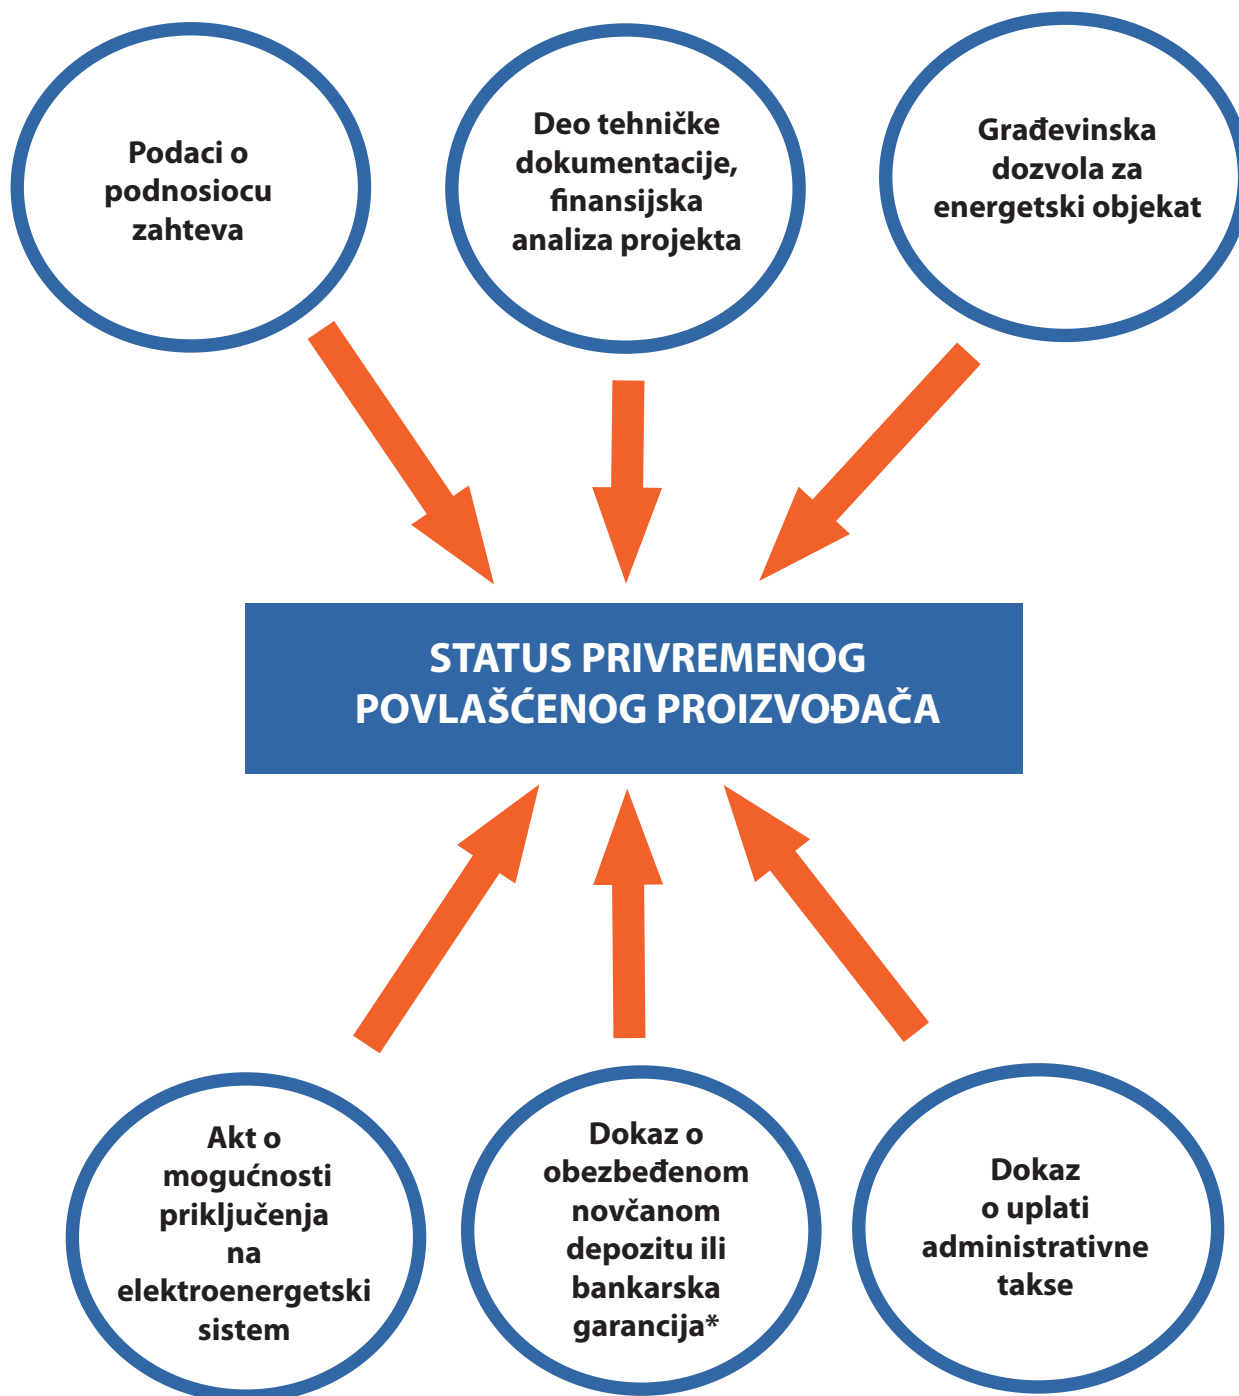 Podaci o
podnosiocu
zahteva
Deo tehničke
dokumentacije,
finansijska
analiza projekta
Građevinska
dozvola za
energetski objekat
STATUS PRIVREMENOG
POVLAŠĆENOG PROIZVOĐAČA
Akt o
mogućnosti
priključenja
na
elektroenergetski
sistem
Dokaz o
obezbeđenom
novčanom
depozitu ili
bankarska
garancija*
Dokaz
o uplati
administrativne
takse